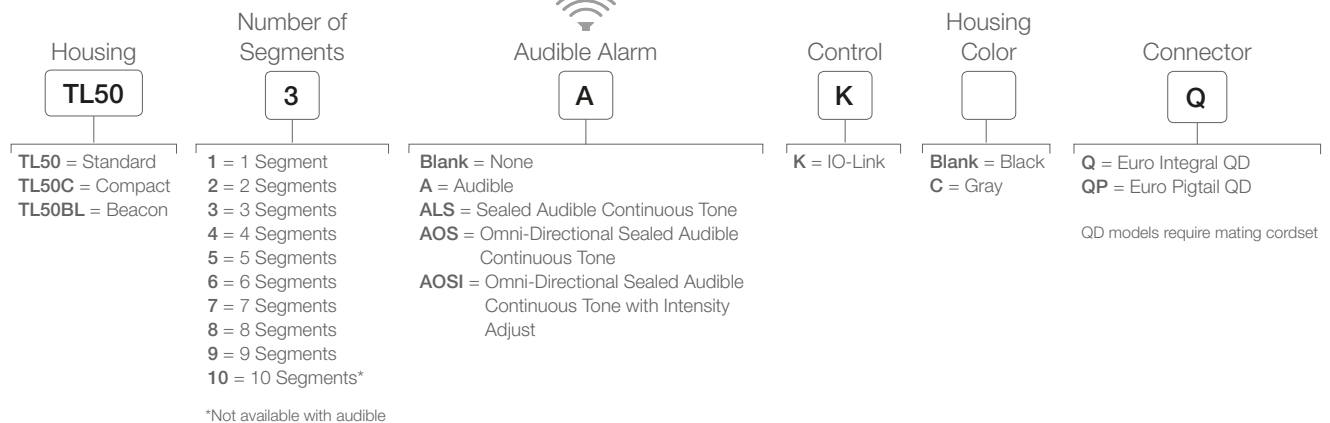 Housing
TL50
TL50 = Standard
TL50C = Compact
TL50BL = Beacon
Number of
Segments
3
1 = 1 Segment
2 = 2 Segments
3 = 3 Segments
4 = 4 Segments
5 = 5 Segments
6 = 6 Segments
7 = 7 Segments
8 = 8 Segments
9 = 9 Segments
10 = 10 Segments*
*Not available with audible
Audible Alarm
A
Blank = None
A = Audible
ALS = Sealed Audible Continuous Tone
AOS = Omni-Directional Sealed Audible
Continuous Tone
AOSI = Omni-Directional Sealed Audible
Continuous Tone with Intensity
Adjust
Control
K
K = IO-Link
Housing
Color
Blank = Black
C = Gray
Connector
Q
Q = Euro Integral QD
QP = Euro Pigtail QD
QD models require mating cordset